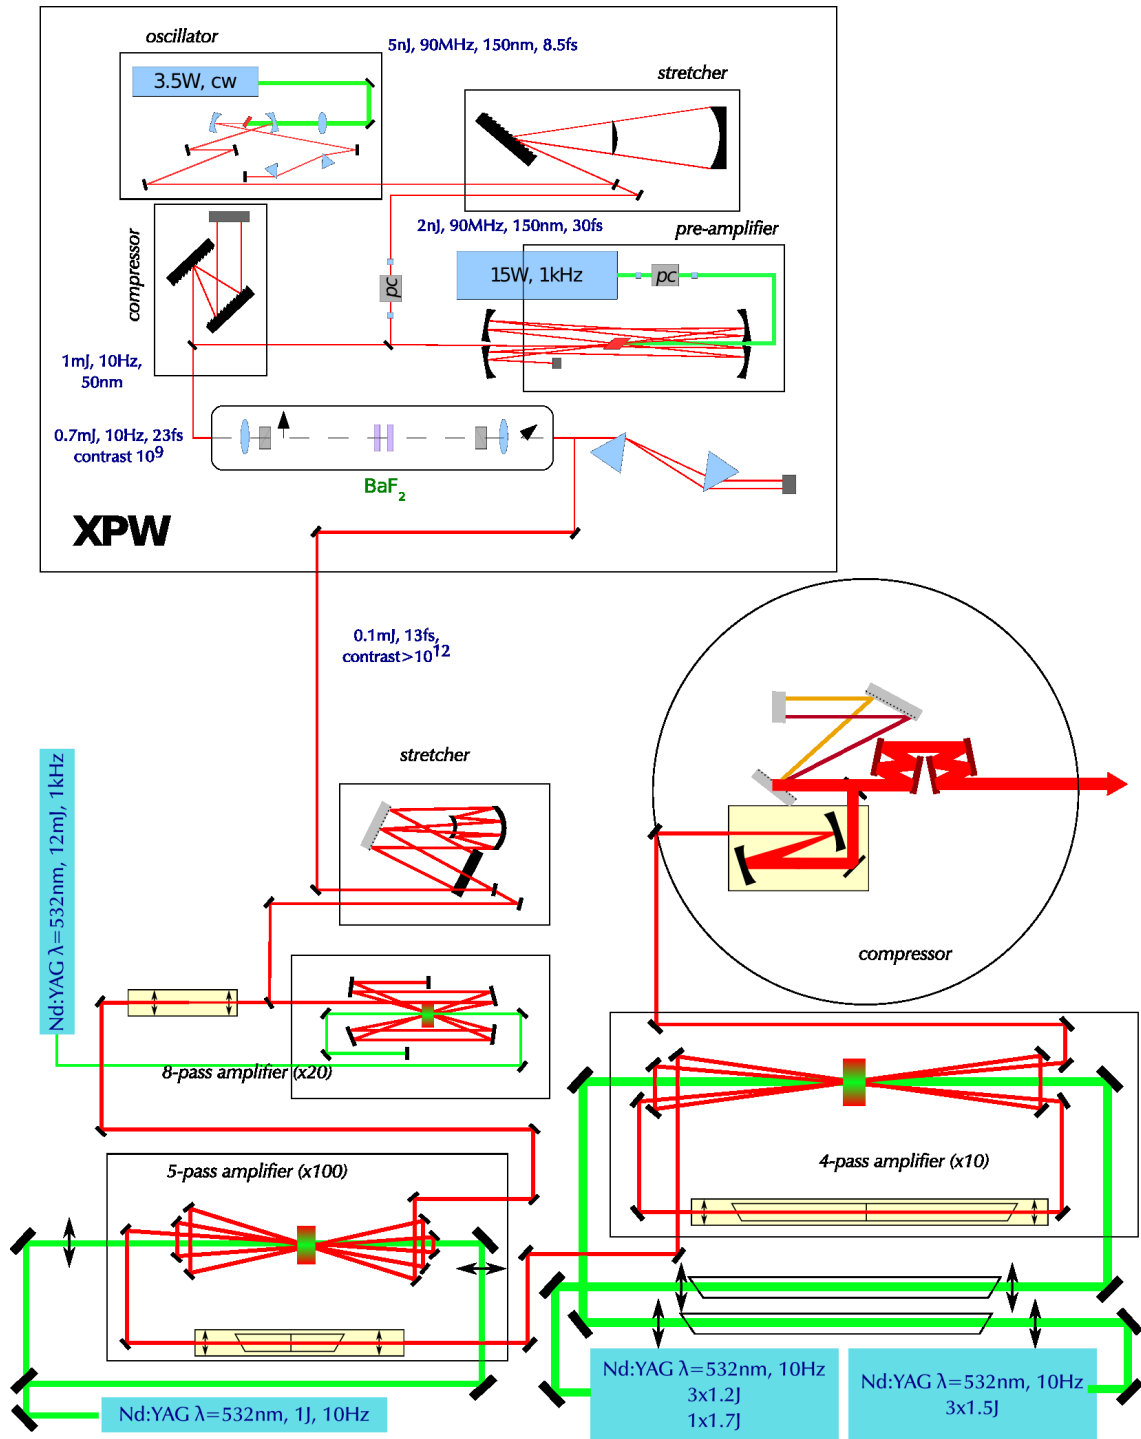 oscillator
5nJ, 90MHz, 150nm, 8.5fs
3.5W, cw
stretcher
2nJ, 90MHz, 150nm, 30fs
pre-amplifier
15W, 1kHz
pc
pc
compressor
1mJ, 10Hz,
50nm
0.7mJ, 10Hz, 23fs
contrast 10⁹
BaF₂
XPW
0.1mJ, 13fs,
contrast>10¹²
stretcher
Nd:YAG λ=532nm, 12mJ, 1kHz
compressor
8-pass amplifier (x20)
5-pass amplifier (x100)
4-pass amplifier (x10)
Nd:YAG λ=532nm, 10Hz
3x1.2J
1x1.7J
Nd:YAG λ=532nm, 10Hz
3x1.5J
Nd:YAG λ=532nm, 1J, 10Hz